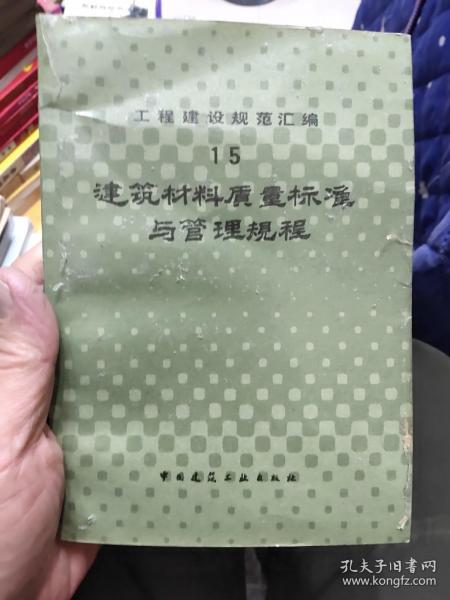 工程建设规范汇编
15
建筑材料质量标准
与管理规程
中国建筑工业出版社
孔夫子旧书网
www.kongfz.com